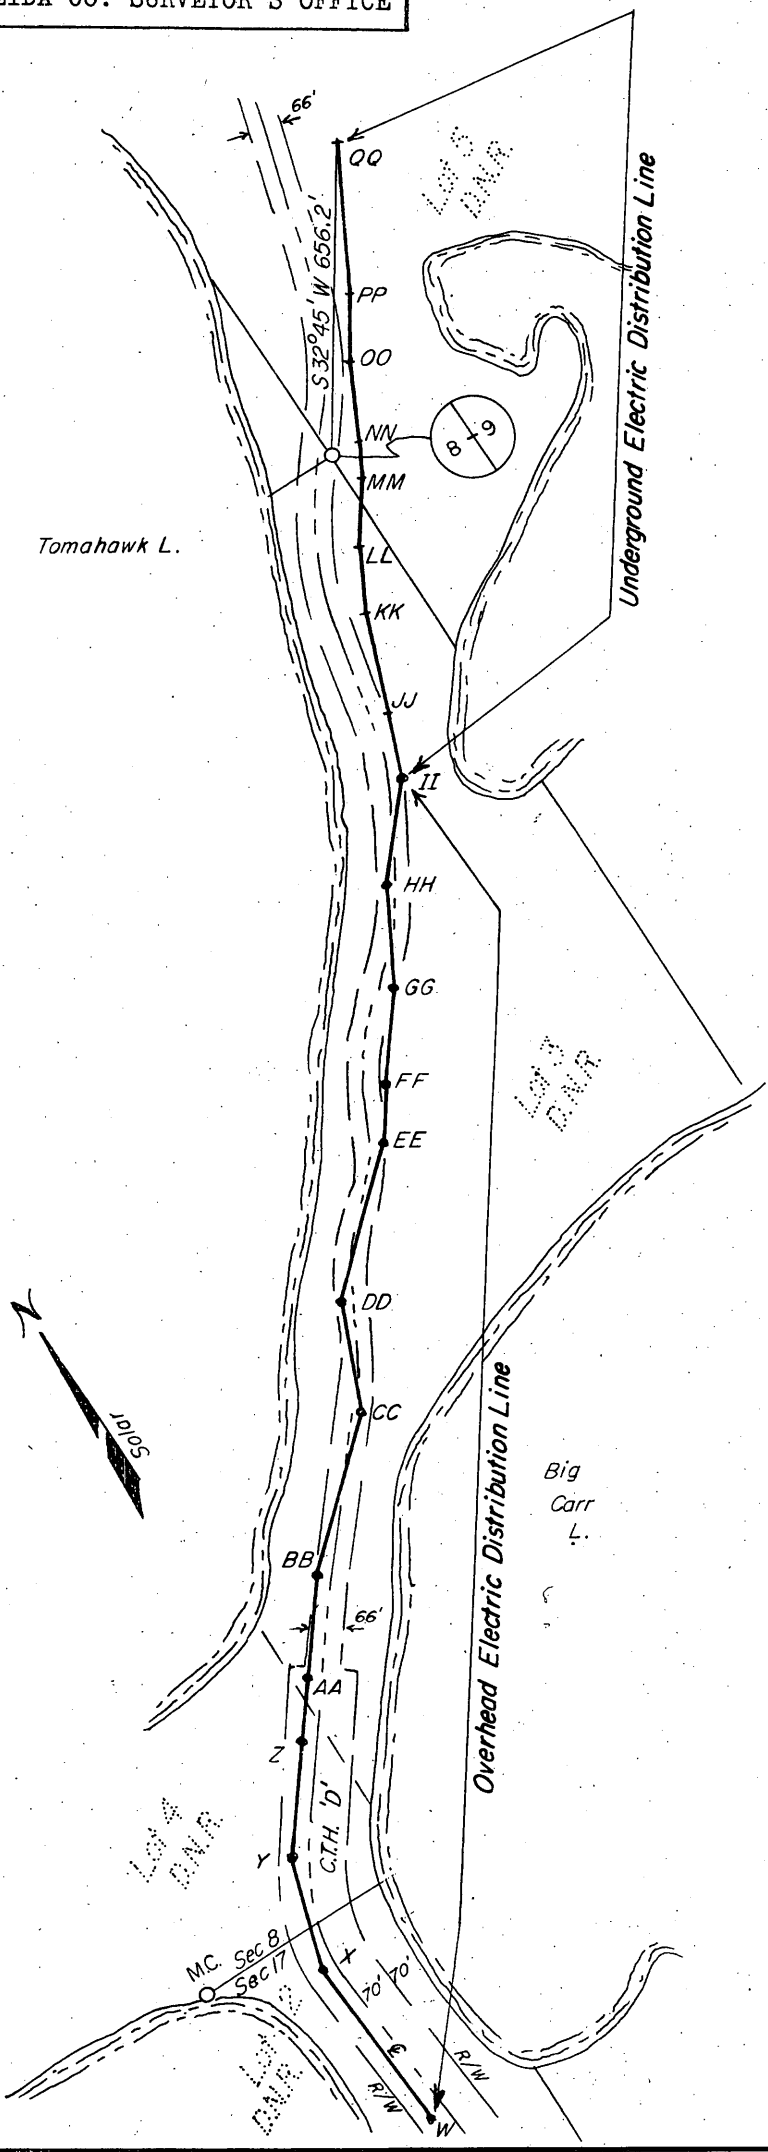 CO. SURVEYOR'S OFFICE
66'
QQ
Lot 5
D.N.R.
S 32°45' W 656.2'
PP
OO
NN
8-9
MM
Underground Electric Distribution Line
Tomahawk L.
LL
KK
JJ
II
HH
GG
Lot 3
D.N.R.
FF
EE
DD
Z
Solar
CC
Overhead Electric Distribution Line
Big
Carr
L.
BB
66'
AA
Z
C.T.H. 'D'
Lot 4
D.N.R.
Y
M.C.
Sec 8
Sec 17
X
70' 70'
Lot 2
D.N.R.
R/W
R/W
W